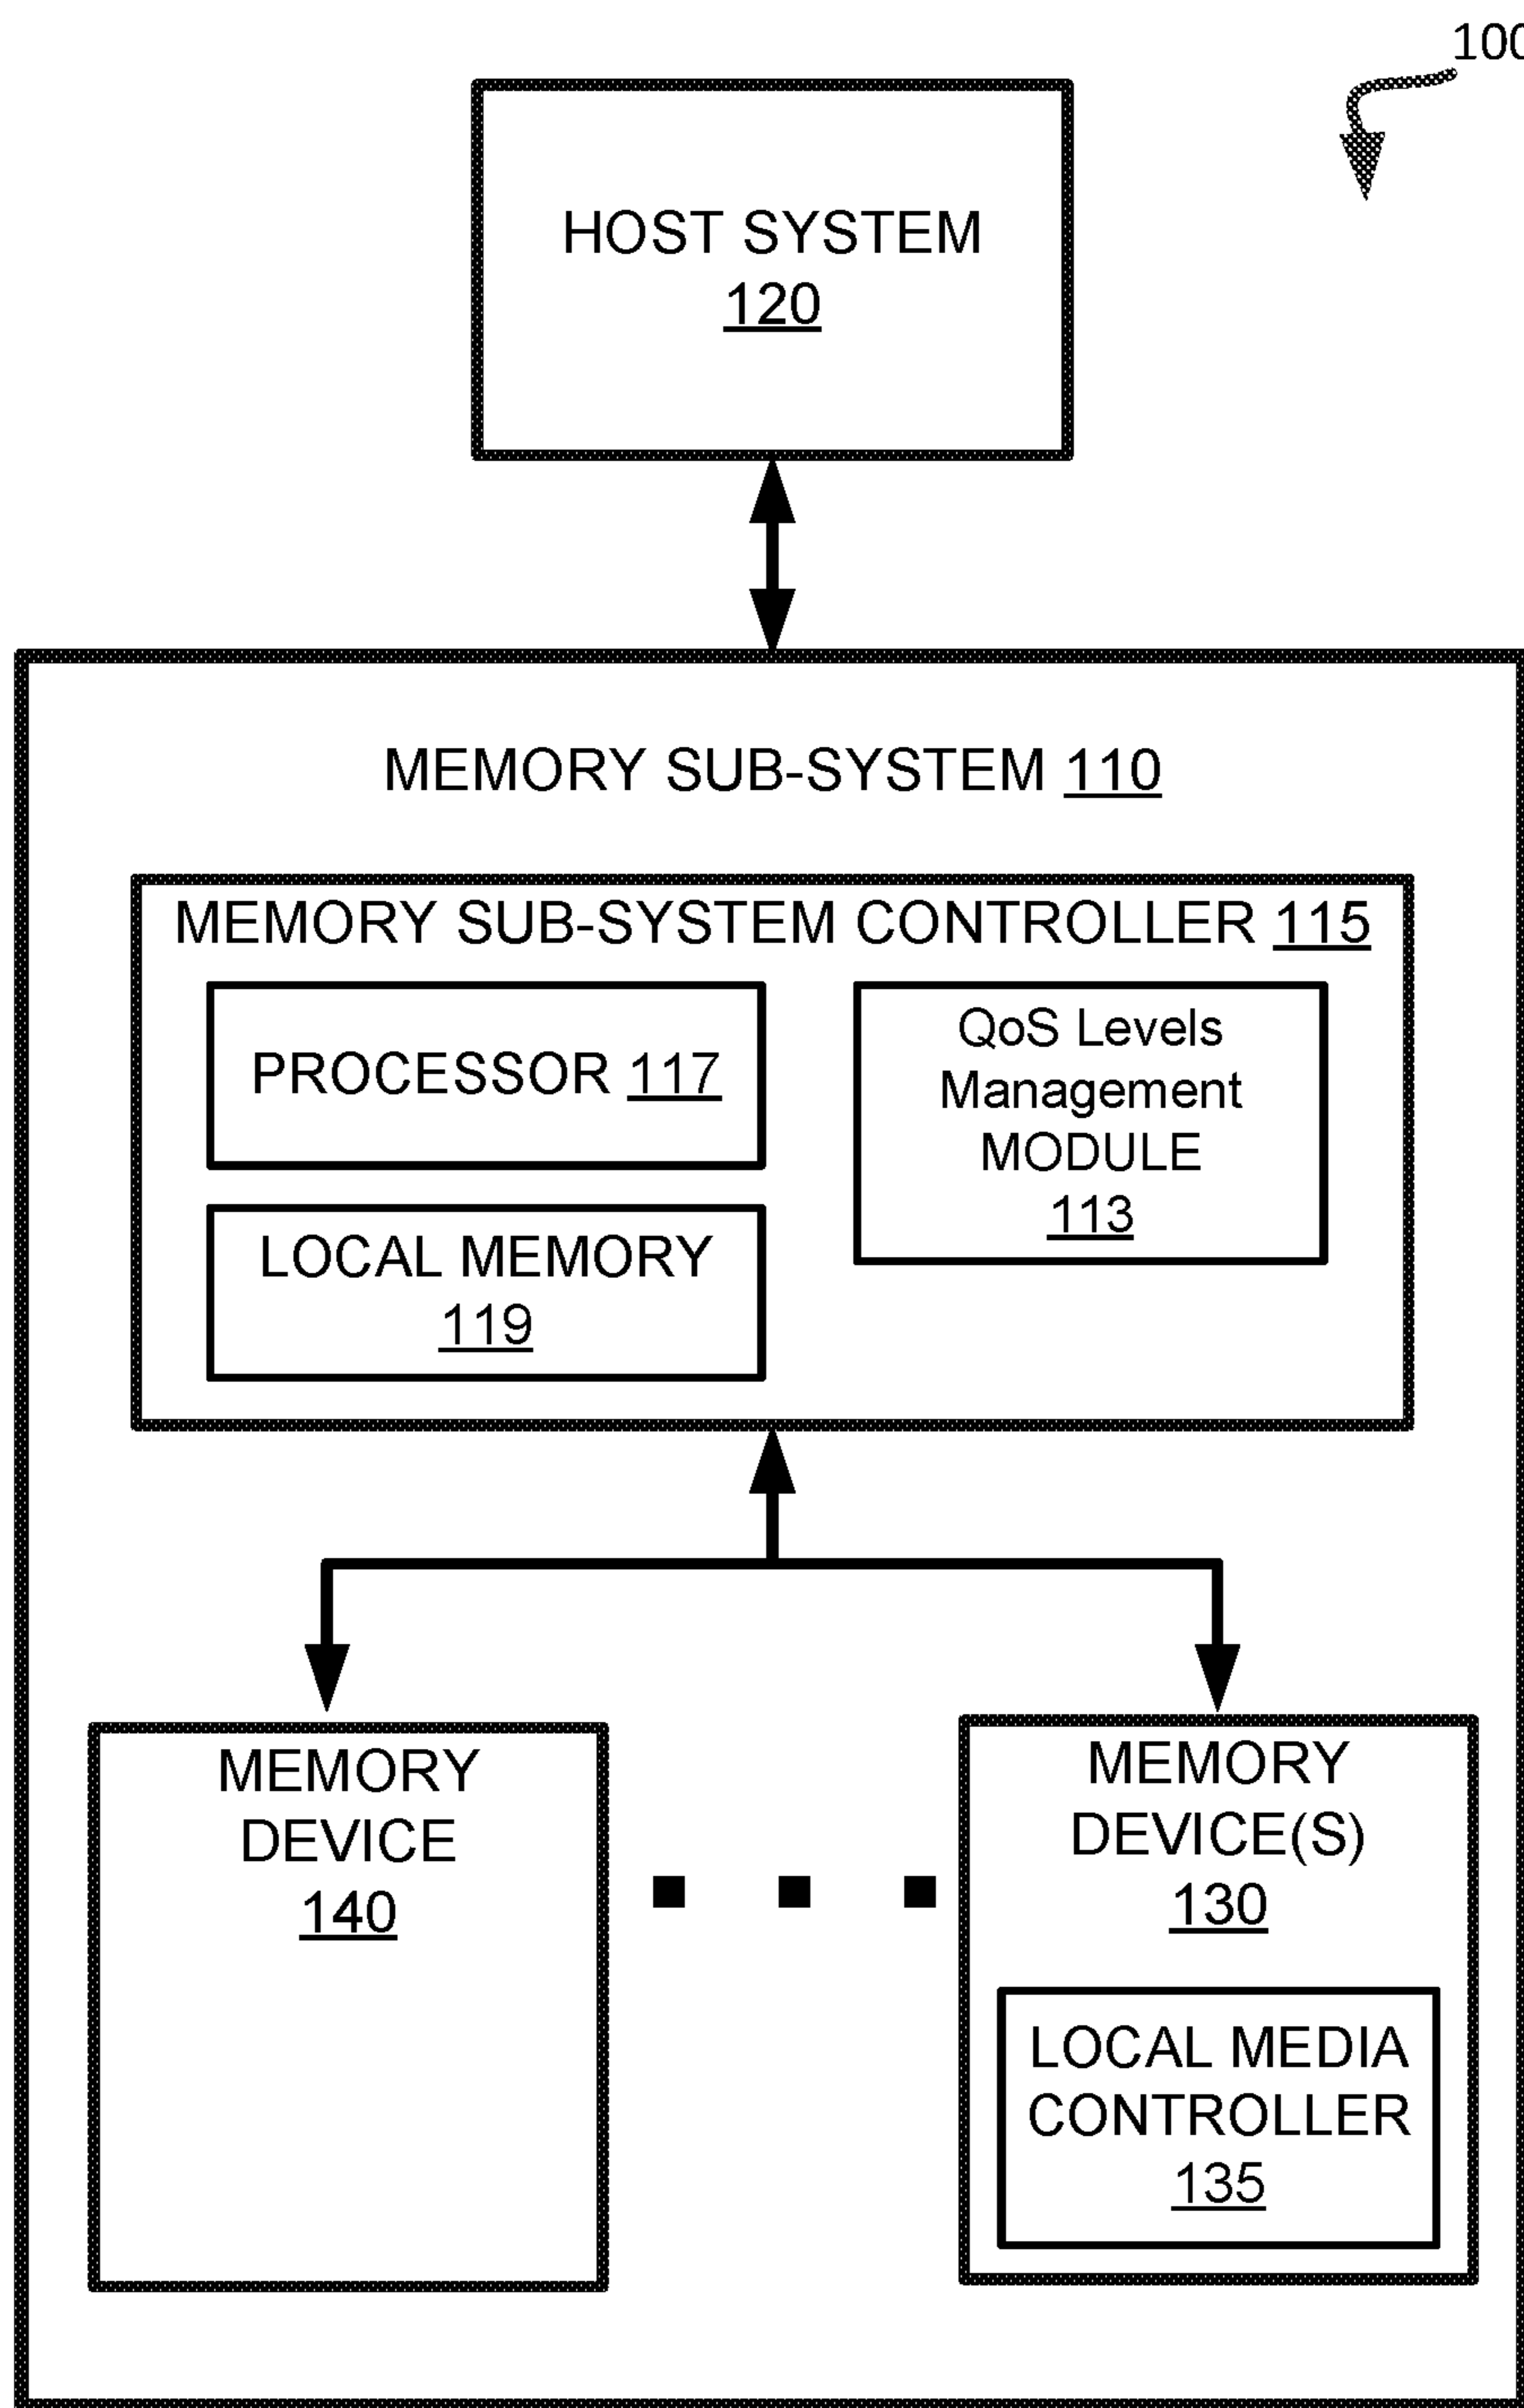 100
HOST SYSTEM
120
MEMORY SUB-SYSTEM 110
MEMORY SUB-SYSTEM CONTROLLER 115
PROCESSOR 117
QoS Levels
Management
MODULE
113
LOCAL MEMORY
119
MEMORY
DEVICE
140
MEMORY
DEVICE(S)
130
LOCAL MEDIA
CONTROLLER
135